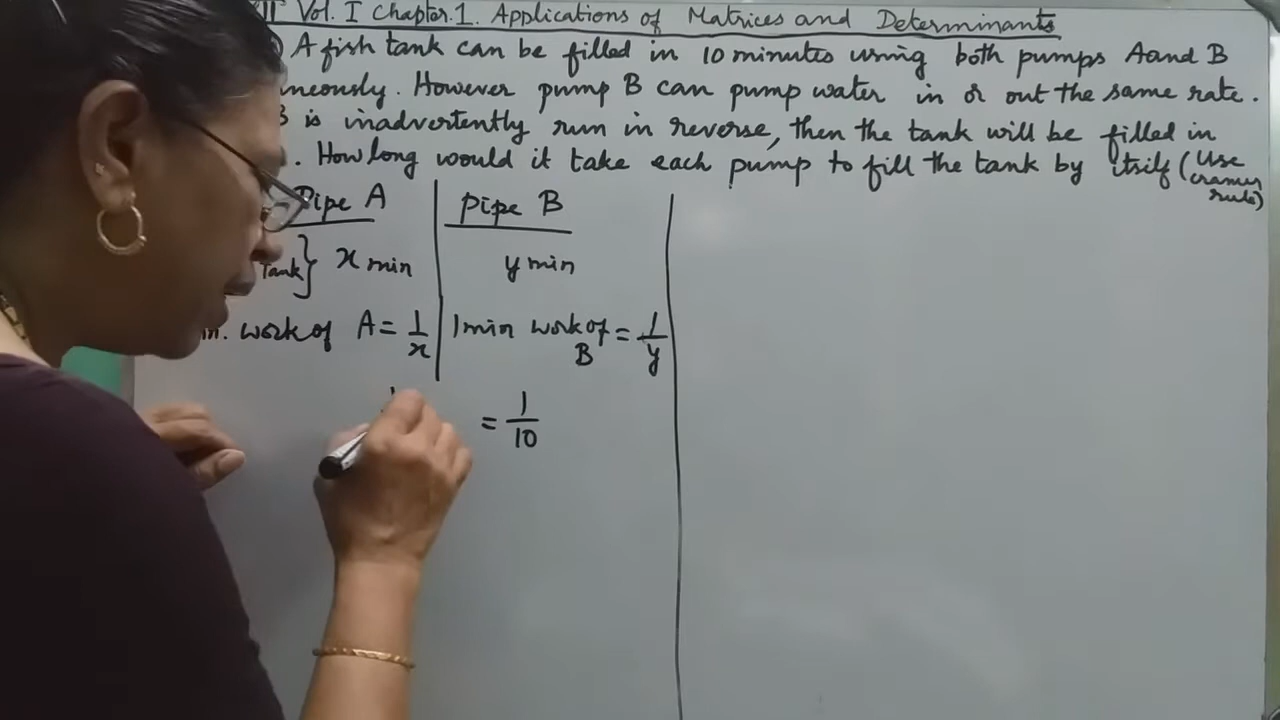 Vol. I Chapter.1. Applications of Matrices and Determinants
A fish tank can be filled in 10 minutes using both pumps A and B
neously. However pump B can pump water in or out the same rate.
B is inadvertently run in reverse, then the tank will be filled in
. How long would it take each pump to fill the tank by itself (Use cramers rule)
Pipe A Pipe B
Tank} x min y min
work of A = 1/x 1 min work of B = 1/y
= 1/10